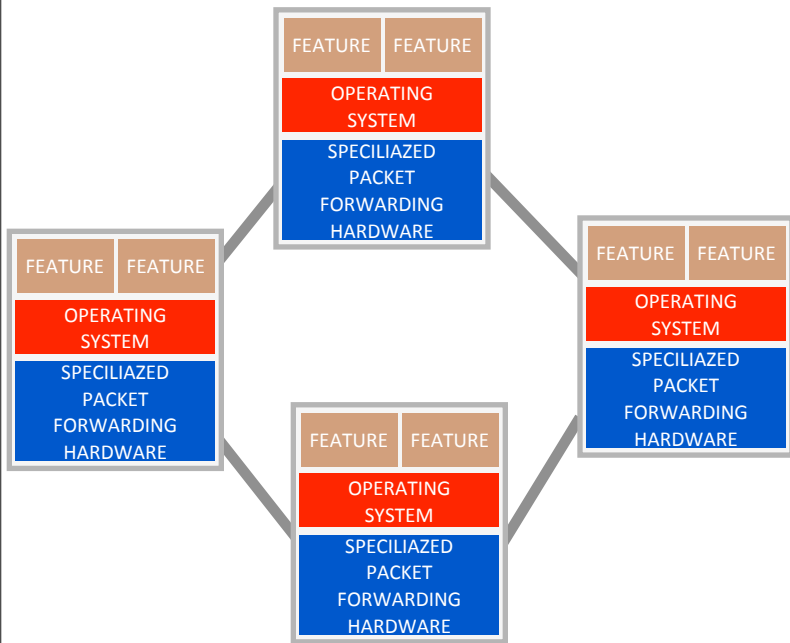 FEATURE FEATURE
OPERATING
SYSTEM
SPECILIAZED
PACKET
FORWARDING
HARDWARE
FEATURE FEATURE
OPERATING
SYSTEM
SPECILIAZED
PACKET
FORWARDING
HARDWARE
FEATURE FEATURE
OPERATING
SYSTEM
SPECILIAZED
PACKET
FORWARDING
HARDWARE
FEATURE FEATURE
OPERATING
SYSTEM
SPECILIAZED
PACKET
FORWARDING
HARDWARE